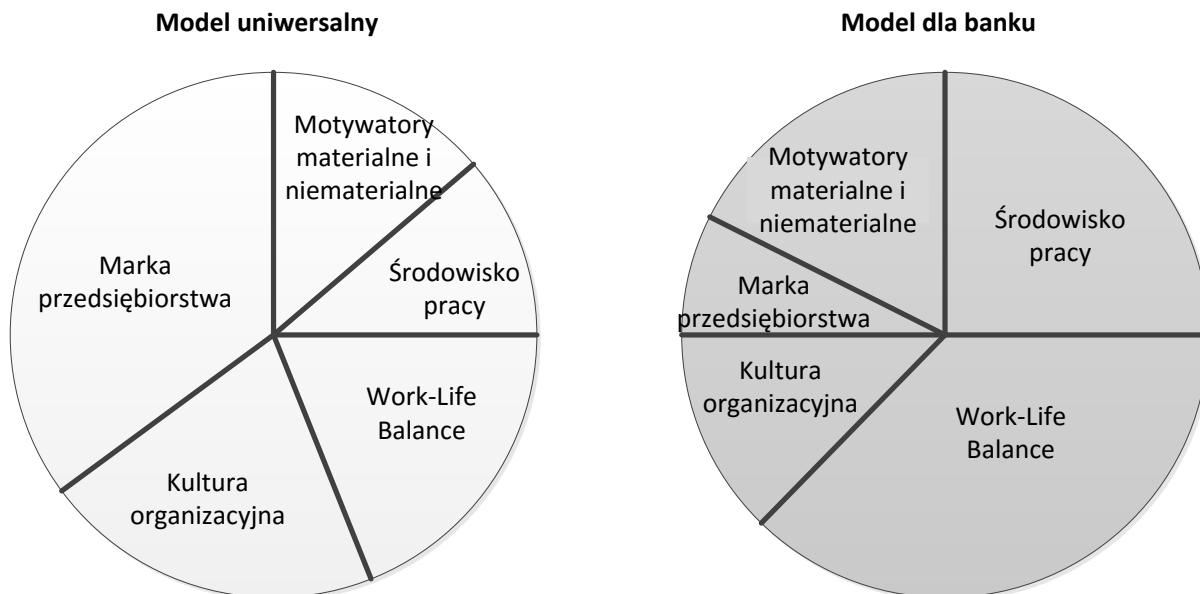 Model uniwersalny
Motywatory
materialne i
niematerialne
Środowisko
pracy
Marka
przedsiębiorstwa
Work-Life
Balance
Kultura
organizacyjna
Model dla banku
Motywatory
materialne i
niematerialne
Środowisko
pracy
Marka
przedsiębiorstwa
Kultura
organizacyjna
Work-Life
Balance